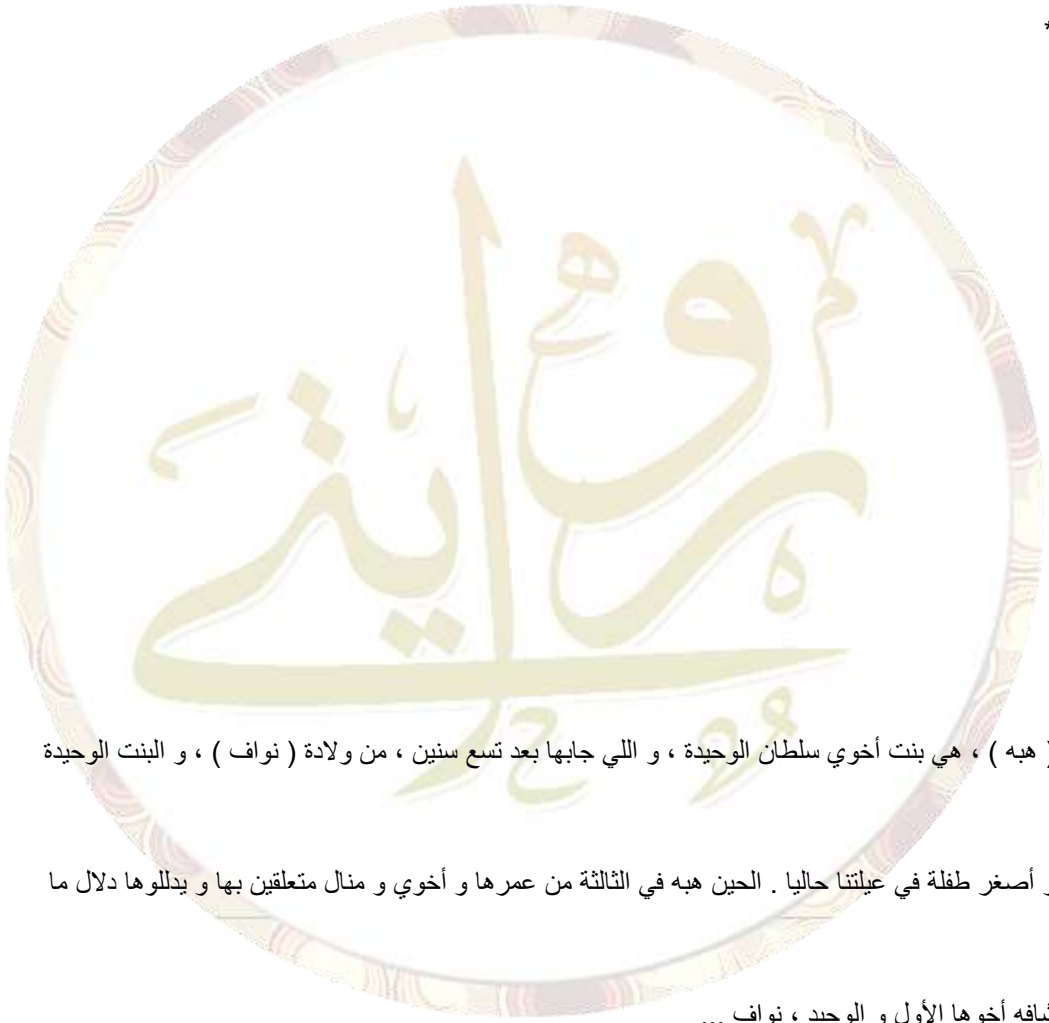 *
( هبه ) ، هي بنت أخوي سلطان الوحيدة ، و اللي جابها بعد تسع سنين ، من ولادة ( نواف ) ، و البنت الوحيدة
أصغر طفلة في عيلتنا حاليا . الحين هبه في الثالثة من عمرها و أخوي و منال متعلقين بها و يدللوها دلال ما
أخوها الأول و الوحيد ، نواف ...
روايتي